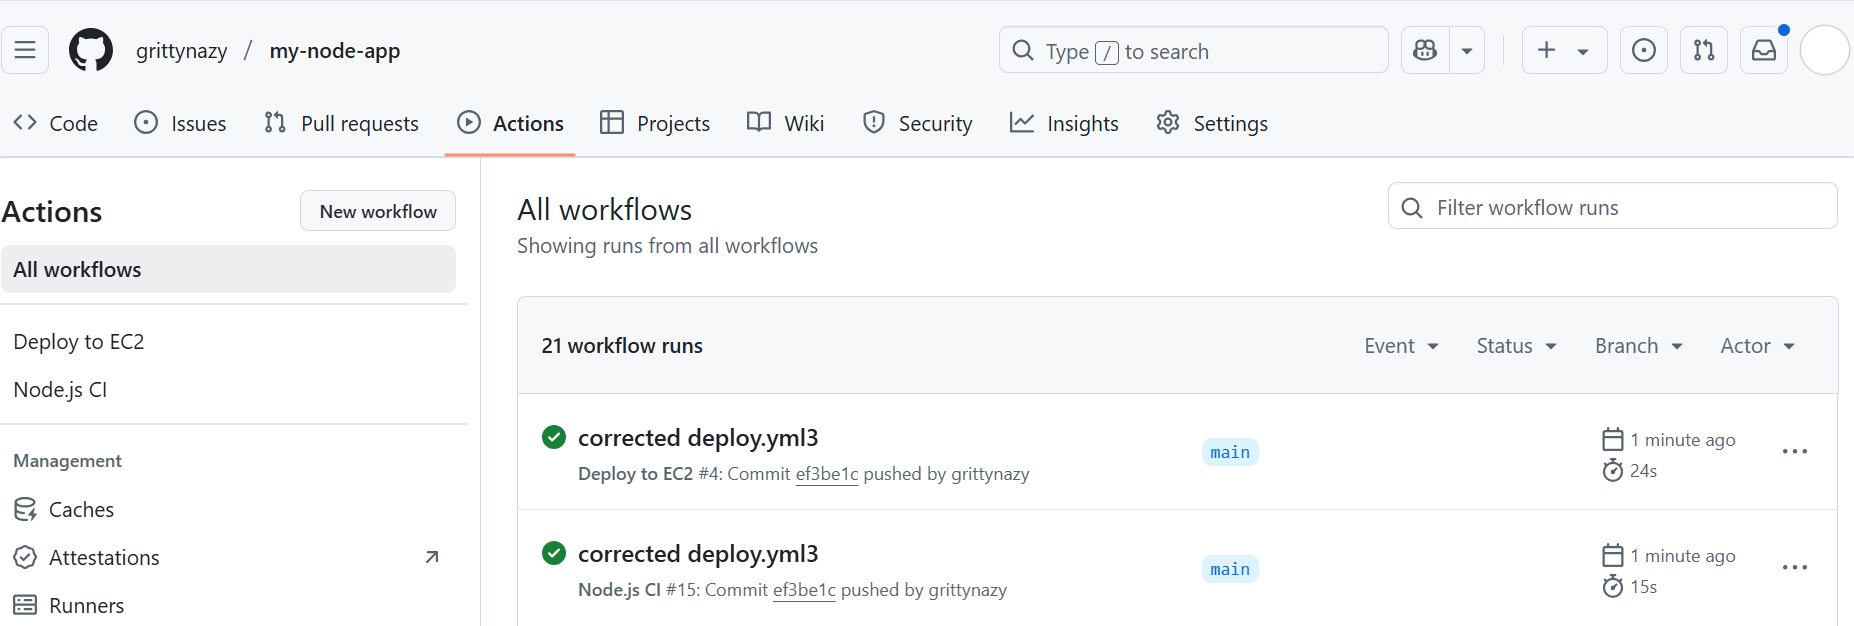 grittynazy / my-node-app
Type / to search
Code
Issues
Pull requests
Actions
Projects
Wiki
Security
Insights
Settings
Actions
New workflow
All workflows
Deploy to EC2
Node.js CI
Management
Caches
Attestations
Runners
All workflows
Showing runs from all workflows
Filter workflow runs
21 workflow runs
Event
Status
Branch
Actor
corrected deploy.yml3
Deploy to EC2 #4: Commit ef3be1c pushed by grittynazy
main
1 minute ago
24s
corrected deploy.yml3
Node.js CI #15: Commit ef3be1c pushed by grittynazy
main
1 minute ago
15s